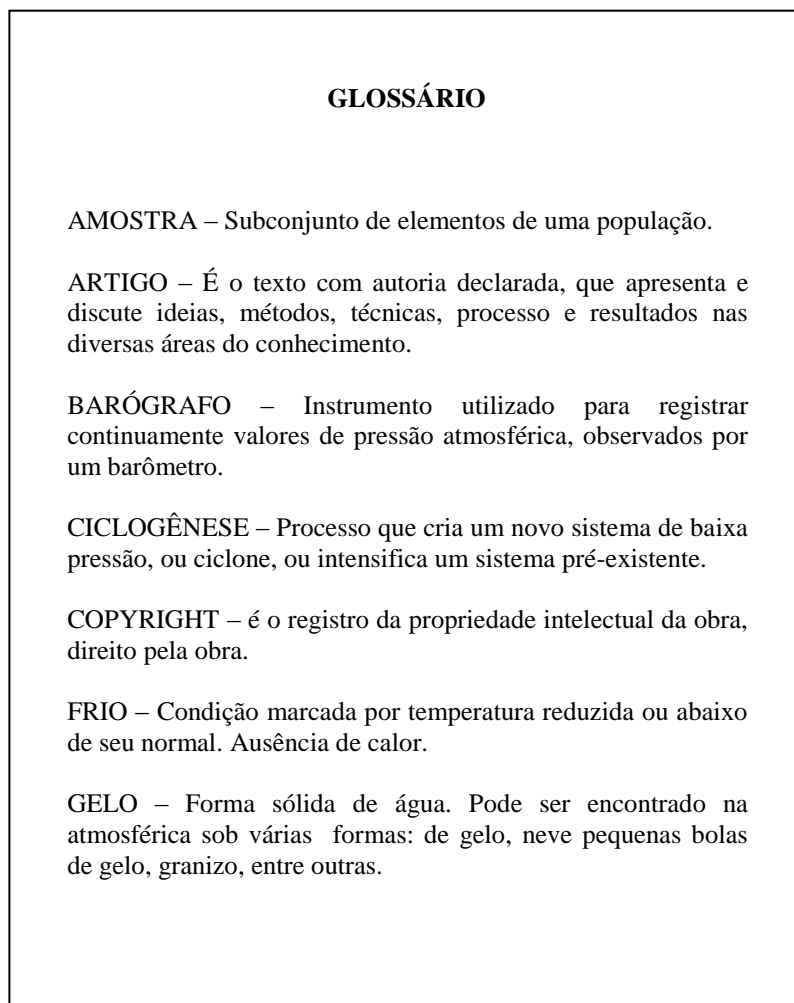 GLOSSÁRIO
AMOSTRA – Subconjunto de elementos de uma população.
ARTIGO – É o texto com autoria declarada, que apresenta e
discute ideias, métodos, técnicas, processo e resultados nas
diversas áreas do conhecimento.
BARÓGRAFO – Instrumento utilizado para registrar
continuamente valores de pressão atmosférica, observados por
um barômetro.
CICLOGÊNESE – Processo que cria um novo sistema de baixa
pressão, ou ciclone, ou intensifica um sistema pré-existente.
COPYRIGHT – é o registro da propriedade intelectual da obra,
direito pela obra.
FRIO – Condição marcada por temperatura reduzida ou abaixo
de seu normal. Ausência de calor.
GELO – Forma sólida de água. Pode ser encontrado na
atmosférica sob várias  formas: de gelo, neve pequenas bolas
de gelo, granizo, entre outras.